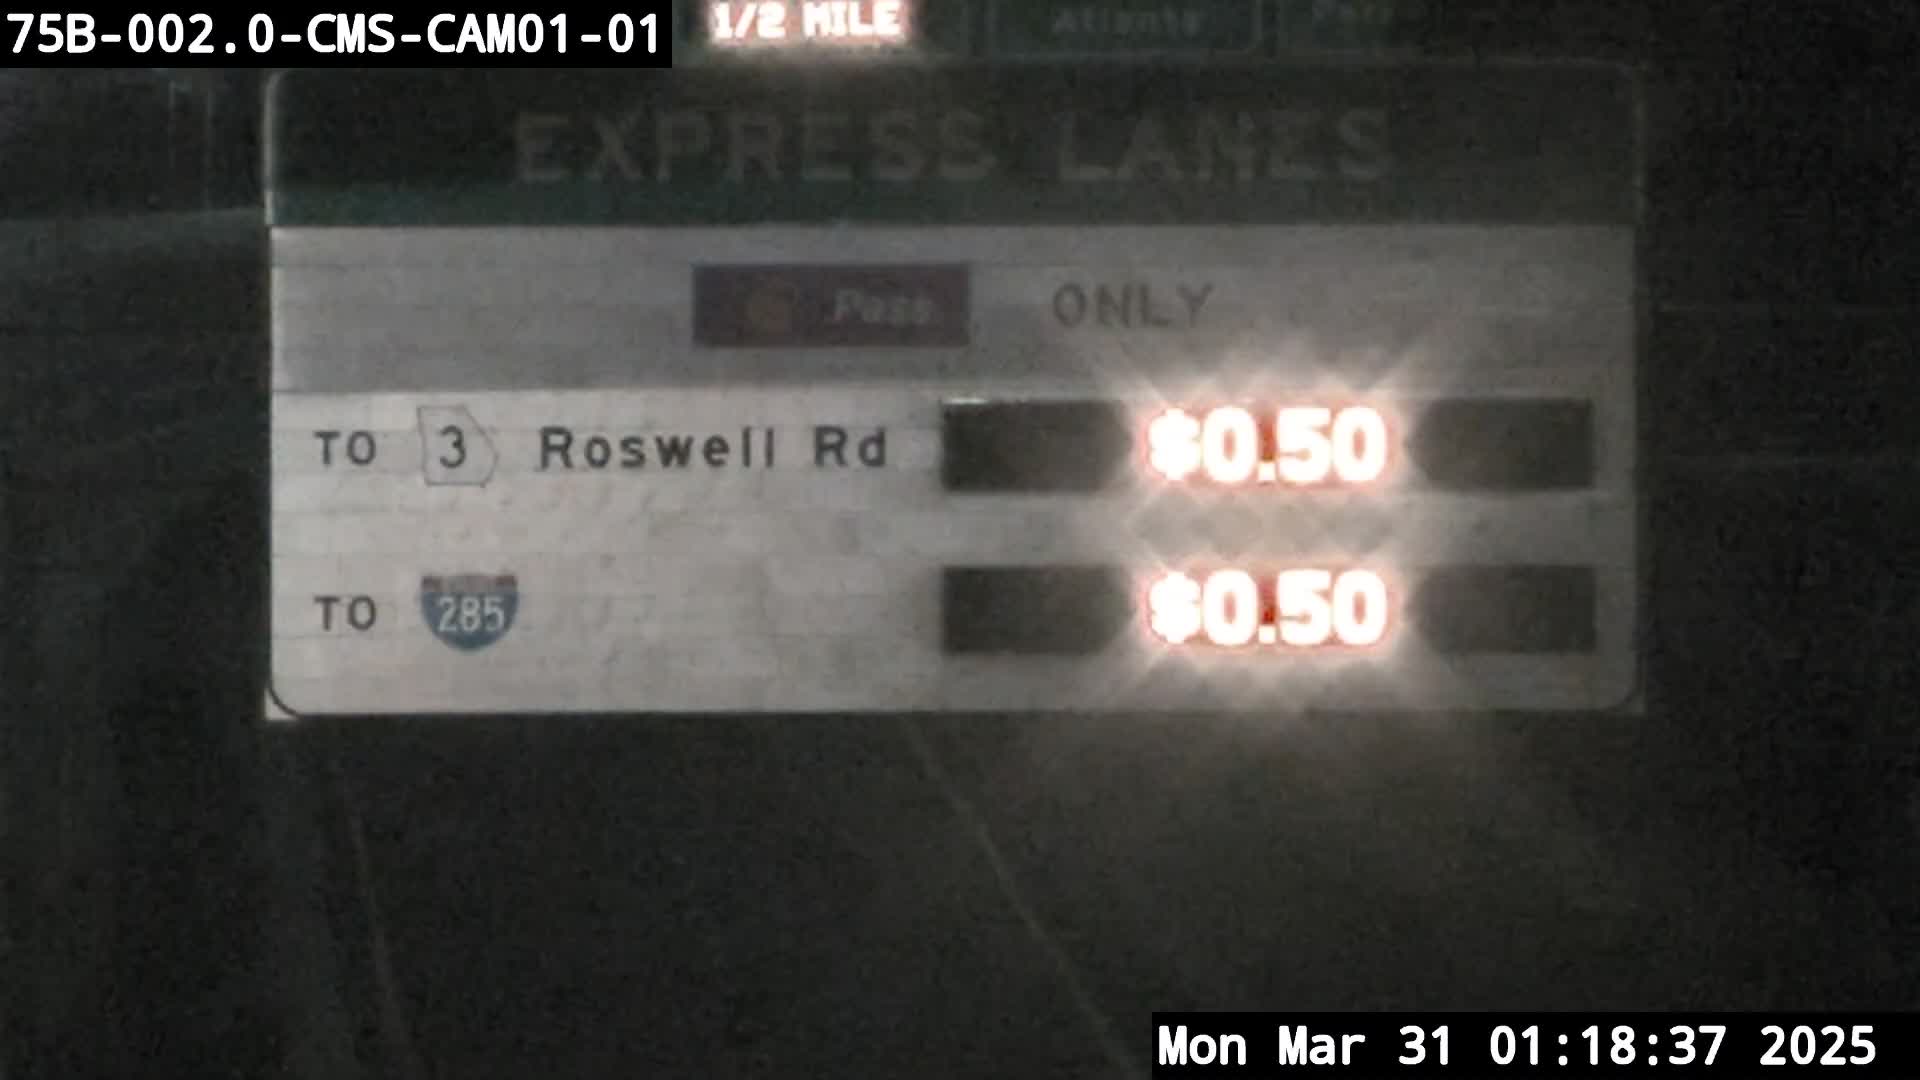 75B-002.0-CMS-CAM01-01
1/2 MILE
Atlanta
EXPRESS LANES
Pass ONLY
TO 3 Roswell Rd $0.50
TO 285 $0.50
Mon Mar 31 01:18:37 2025